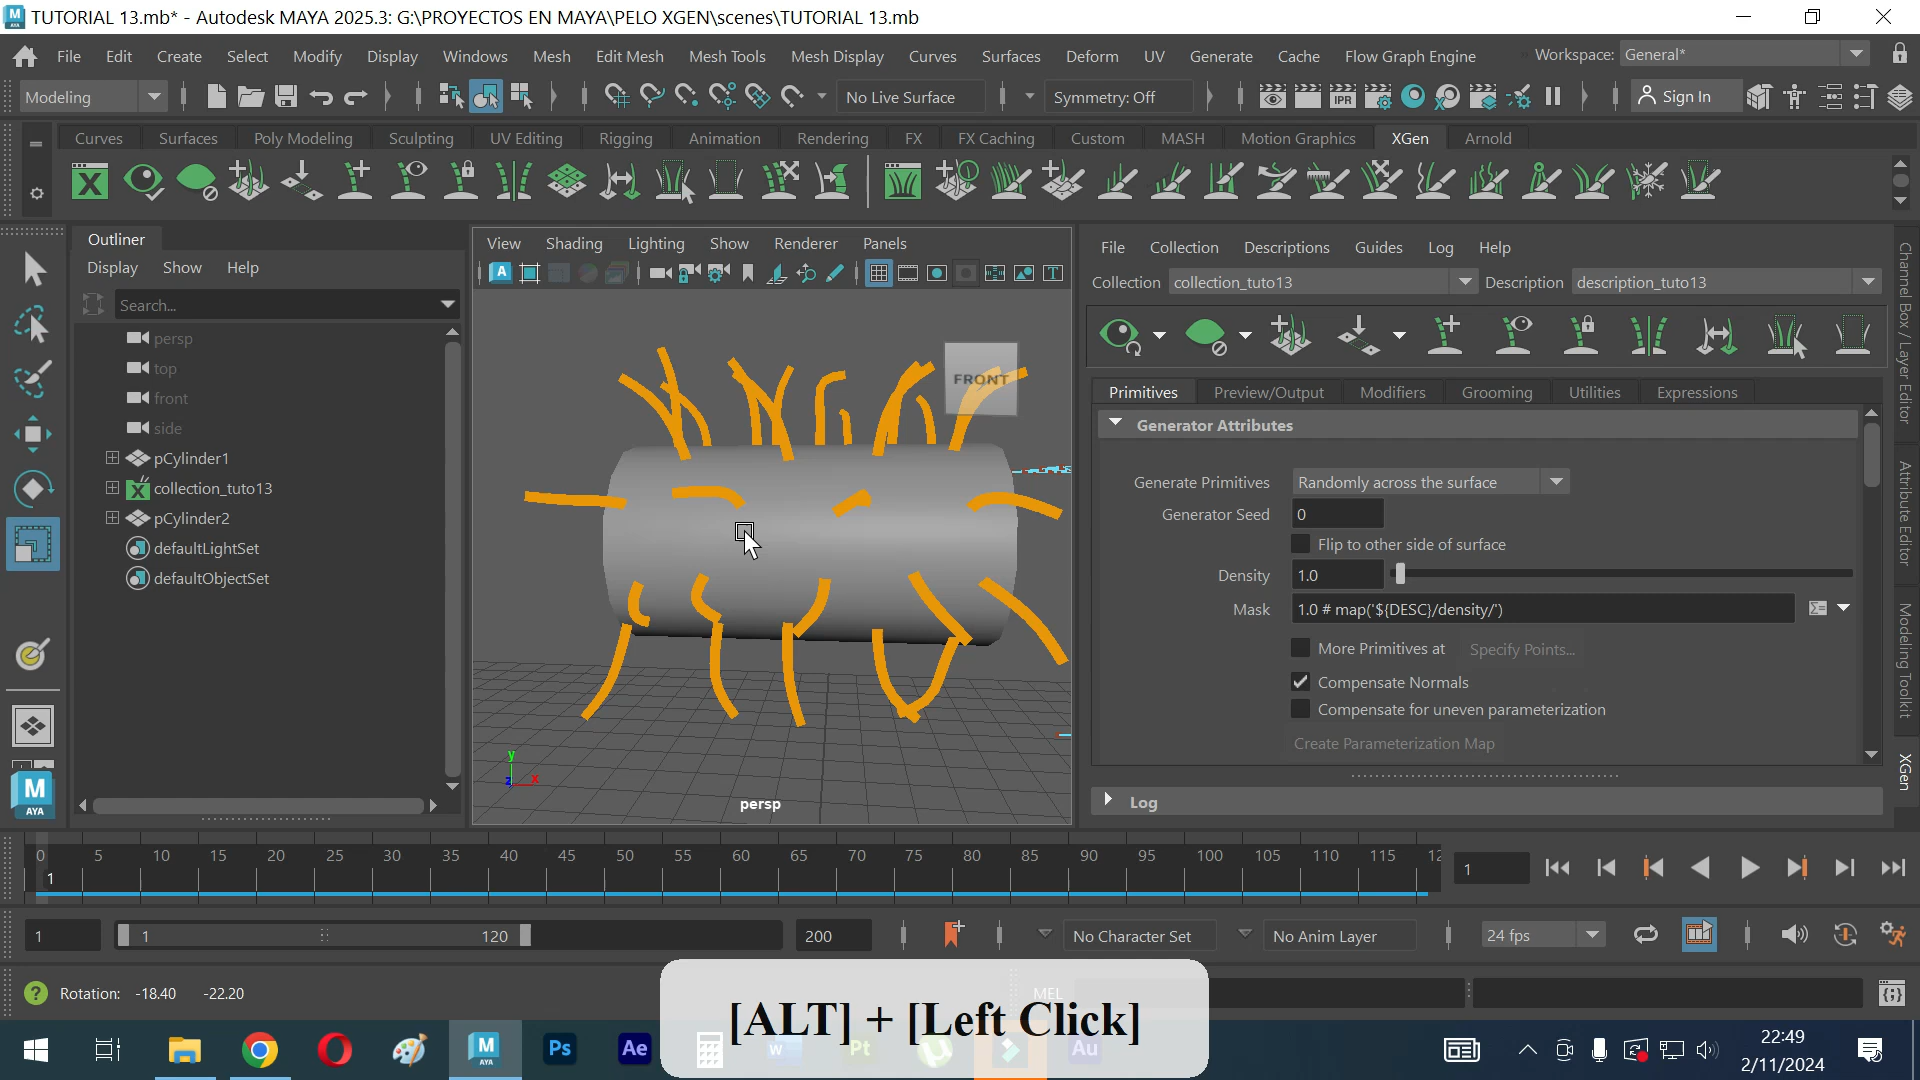 TUTORIAL 13.mb* - Autodesk MAYA 2025.3: G:\PROYECTOS EN MAYA\PELO XGEN\scenes\TUTORIAL 13.mb
File Edit Create Select Modify Display Windows Mesh Edit Mesh Mesh Tools Mesh Display Curves Surfaces Deform UV Generate Cache Flow Graph Engine Workspace: General*
Modeling No Live Surface Symmetry: Off IPR Sign In
Curves Surfaces Poly Modeling Sculpting UV Editing Rigging Animation Rendering FX FX Caching Custom MASH Motion Graphics XGen Arnold
Outliner
Display Show Help
Search...
persp
top
front
side
pCylinder1
collection_tuto13
pCylinder2
defaultLightSet
defaultObjectSet
View Shading Lighting Show Renderer Panels
FRONT
y
z x
persp
File Collection Descriptions Guides Log Help
Collection collection_tuto13 Description description_tuto13
Primitives Preview/Output Modifiers Grooming Utilities Expressions
Generator Attributes
Generate Primitives Randomly across the surface
Generator Seed 0
Flip to other side of surface
Density 1.0
Mask 1.0 # map('${DESC}/density/')
More Primitives at Specify Points...
Compensate Normals
Compensate for uneven parameterization
Create Parameterization Map
Log
Channel Box / Layer Editor
Attribute Editor
Modeling Toolkit
XGen
M
AYA
0 5 10 15 20 25 30 35 40 45 50 55 60 65 70 75 80 85 90 95 100 105 110 115 12
1
1
1 1 120 200 No Character Set No Anim Layer 24 fps
Rotation: -18.40 -22.20 MEL
[ALT] + [Left Click]
M AYA Ps Ae W Pt Au
22:49
2/11/2024